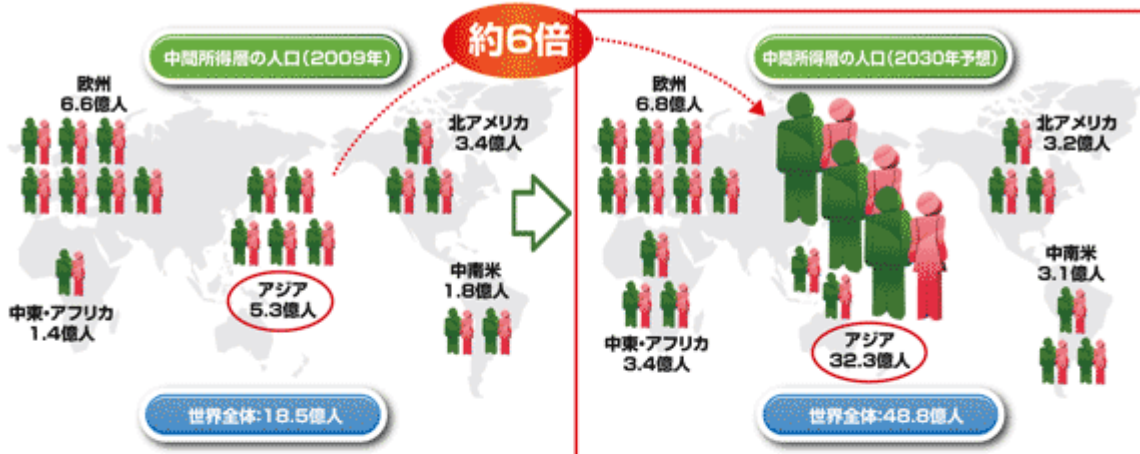 約6倍
中間所得層の人口(2009年)
欧州
6.6億人
北アメリカ
3.4億人
アジア
5.3億人
中南米
1.8億人
中東・アフリカ
1.4億人
世界全体:18.5億人
中間所得層の人口(2030年予想)
欧州
6.8億人
北アメリカ
3.2億人
中南米
3.1億人
中東・アフリカ
3.4億人
アジア
32.3億人
世界全体:48.8億人